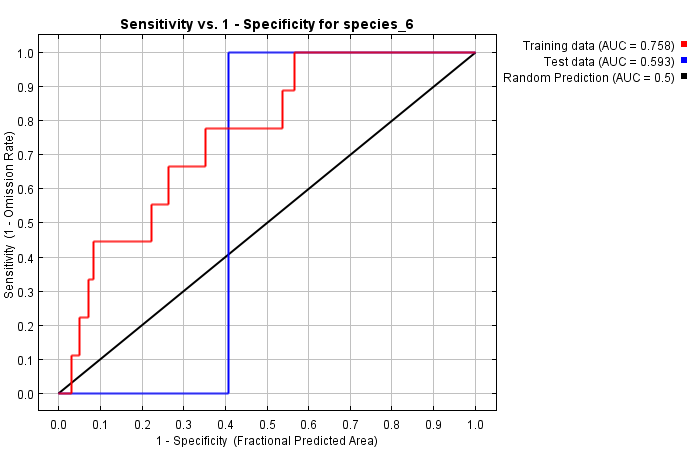 Sensitivity vs. 1 - Specificity for species_6
Training data (AUC = 0.758)
Test data (AUC = 0.593)
Random Prediction (AUC = 0.5)
Sensitivity (1 - Omission Rate)
1.0
0.9
0.8
0.7
0.6
0.5
0.4
0.3
0.2
0.1
0.0
0.0 0.1 0.2 0.3 0.4 0.5 0.6 0.7 0.8 0.9 1.0
1 - Specificity (Fractional Predicted Area)